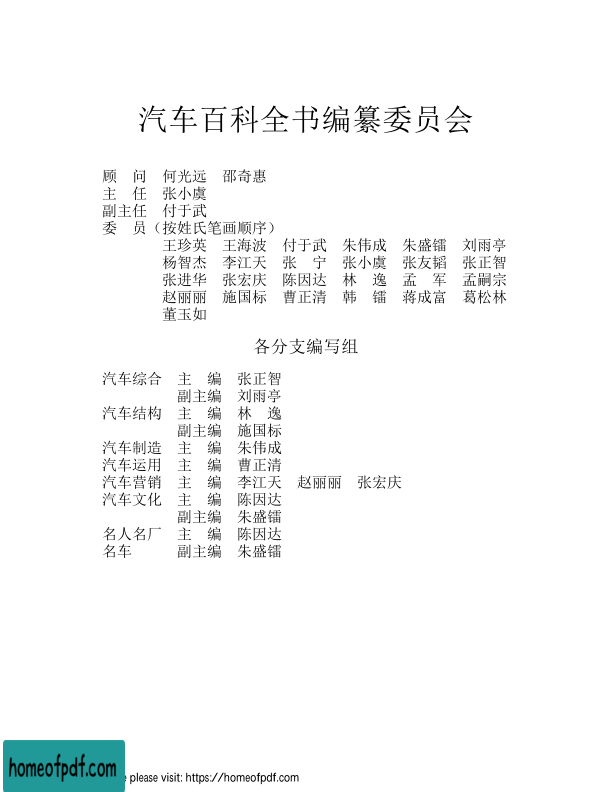 汽车百科全书编纂委员会
顾　问　何光远　邵奇惠
主　任　张小虞
副主任　付于武
委　员（按姓氏笔画顺序）
王珍英　王海波　付于武　朱伟成　朱盛镭　刘雨亭
杨智杰　李江天　张　宁　张小虞　张友韬　张正智
张进华　张宏庆　陈因达　林　逸　孟　军　孟嗣宗
赵丽丽　施国标　曹正清　韩　镭　蒋成富　葛松林
董玉如
各分支编写组
汽车综合　主　编　张正智
副主编　刘雨亭
汽车结构　主　编　林　逸
副主编　施国标
汽车制造　主　编　朱伟成
汽车运用　主　编　曹正清
汽车营销　主　编　李江天　赵丽丽　张宏庆
汽车文化　主　编　陈因达
副主编　朱盛镭
名人名厂　主　编　陈因达
名车　　　副主编　朱盛镭
homeofpdf.com
e please visit: https://homeofpdf.com